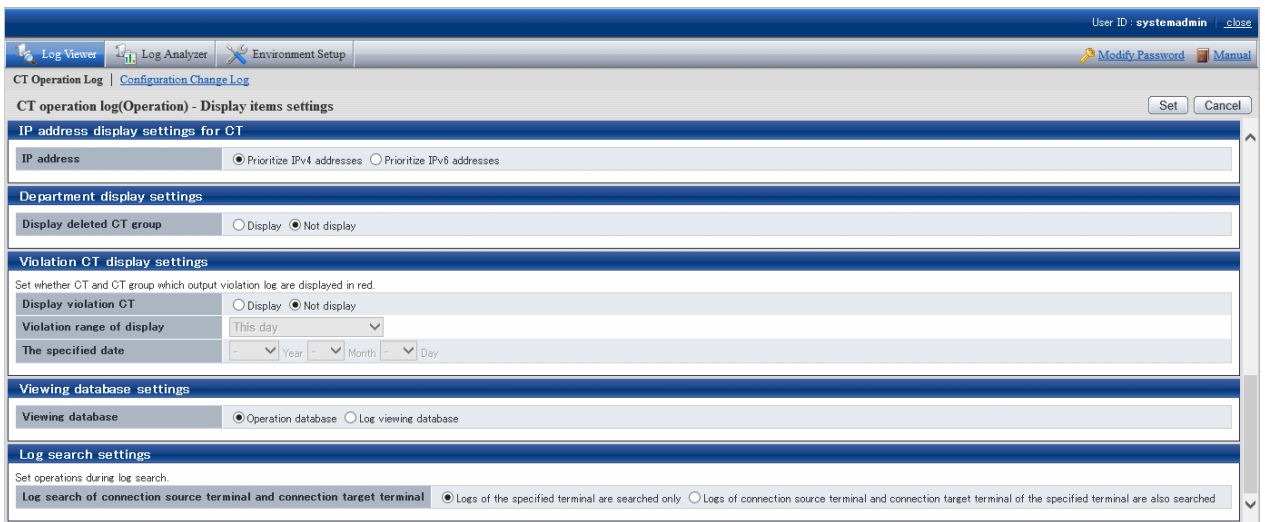 User ID : systemadmin | close
Log Viewer Log Analyzer Environment Setup Modify Password Manual
CT Operation Log | Configuration Change Log
CT operation log(Operation) - Display items settings Set Cancel
IP address display settings for CT
IP address Prioritize IPv4 addresses Prioritize IPv6 addresses
Department display settings
Display deleted CT group Display Not display
Violation CT display settings
Set whether CT and CT group which output violation log are displayed in red.
Display violation CT Display Not display
Violation range of display This day
The specified date - Year - Month - Day
Viewing database settings
Viewing database Operation database Log viewing database
Log search settings
Set operations during log search.
Log search of connection source terminal and connection target terminal Logs of the specified terminal are searched only Logs of connection source terminal and connection target terminal of the specified terminal are also searched